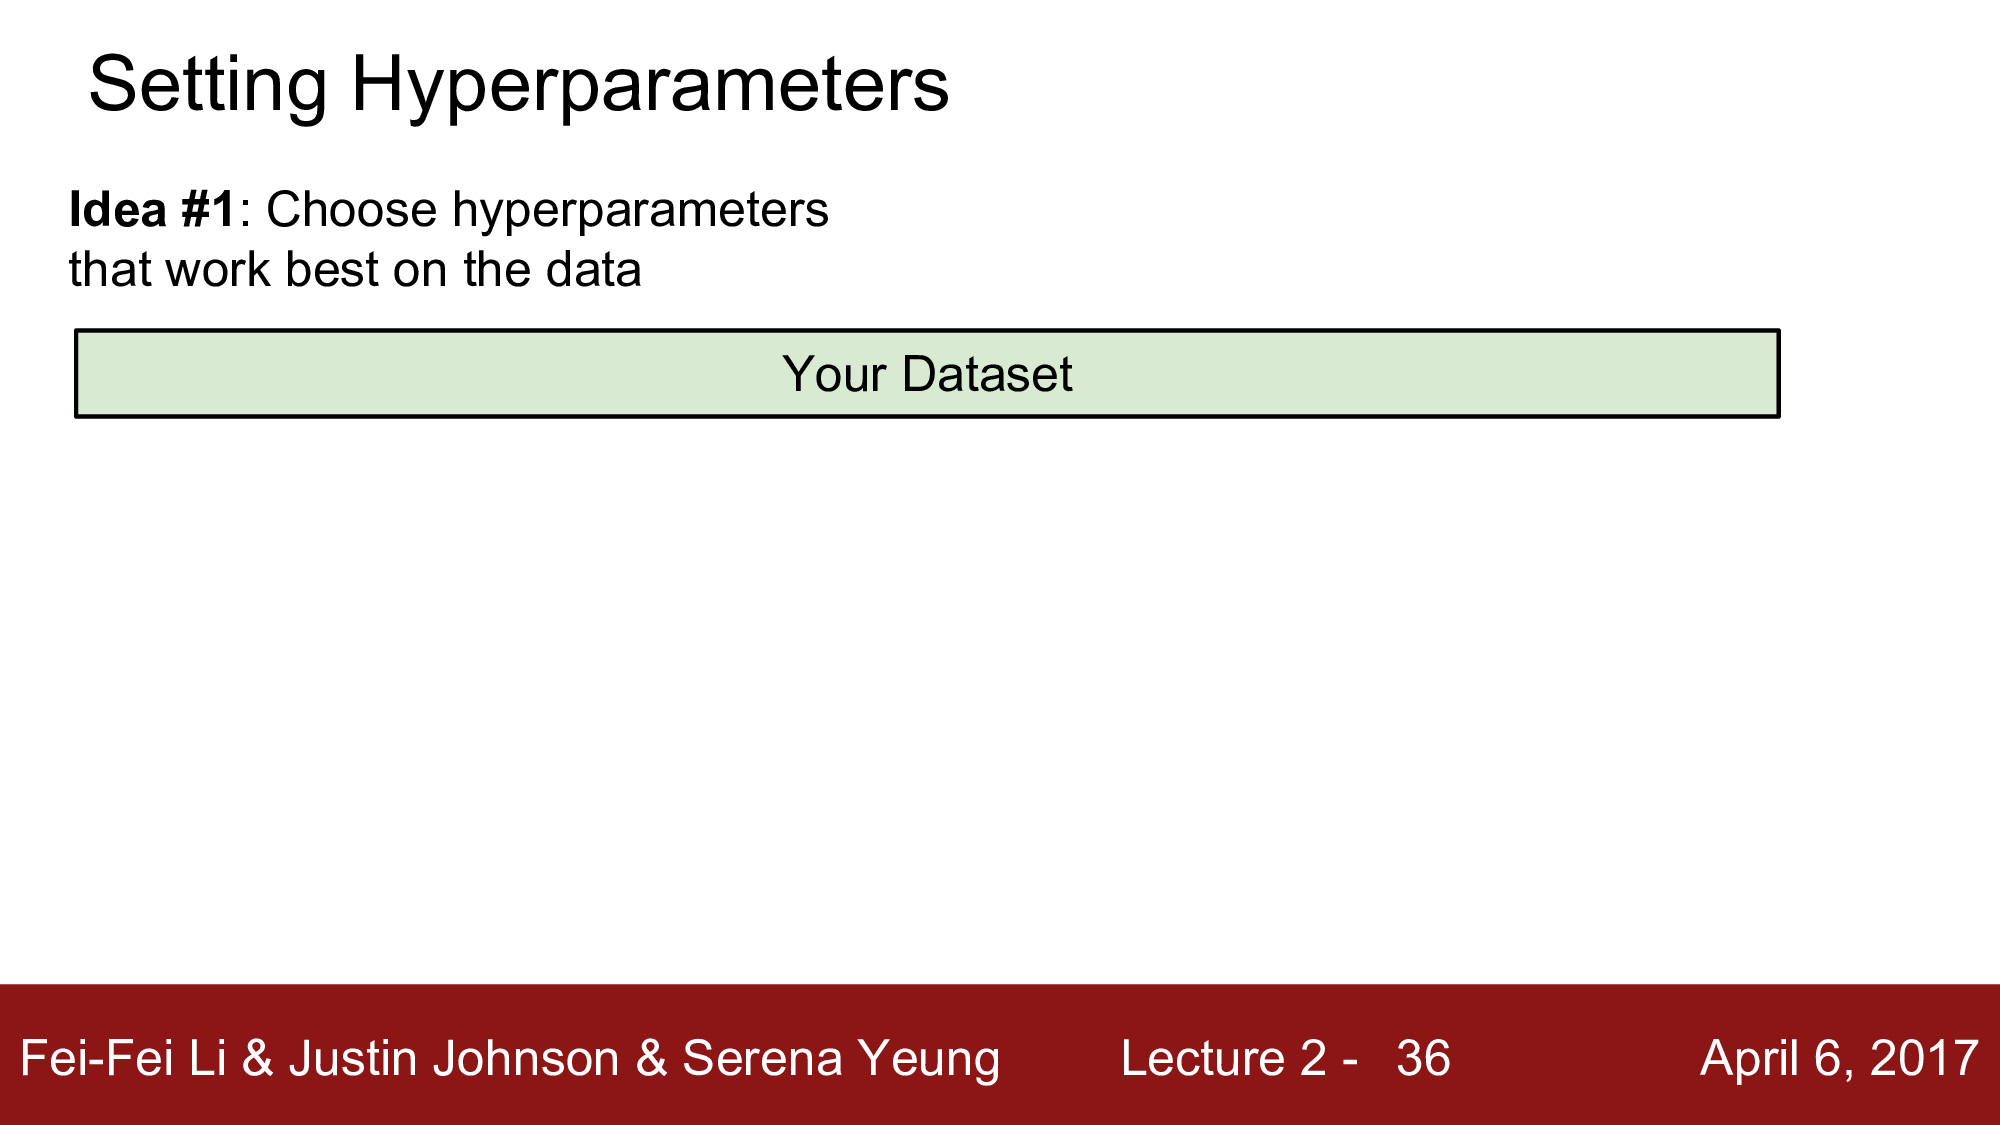 Setting Hyperparameters
Idea #1: Choose hyperparameters
that work best on the data
Your Dataset
Fei-Fei Li & Justin Johnson & Serena Yeung Lecture 2 - 36 April 6, 2017